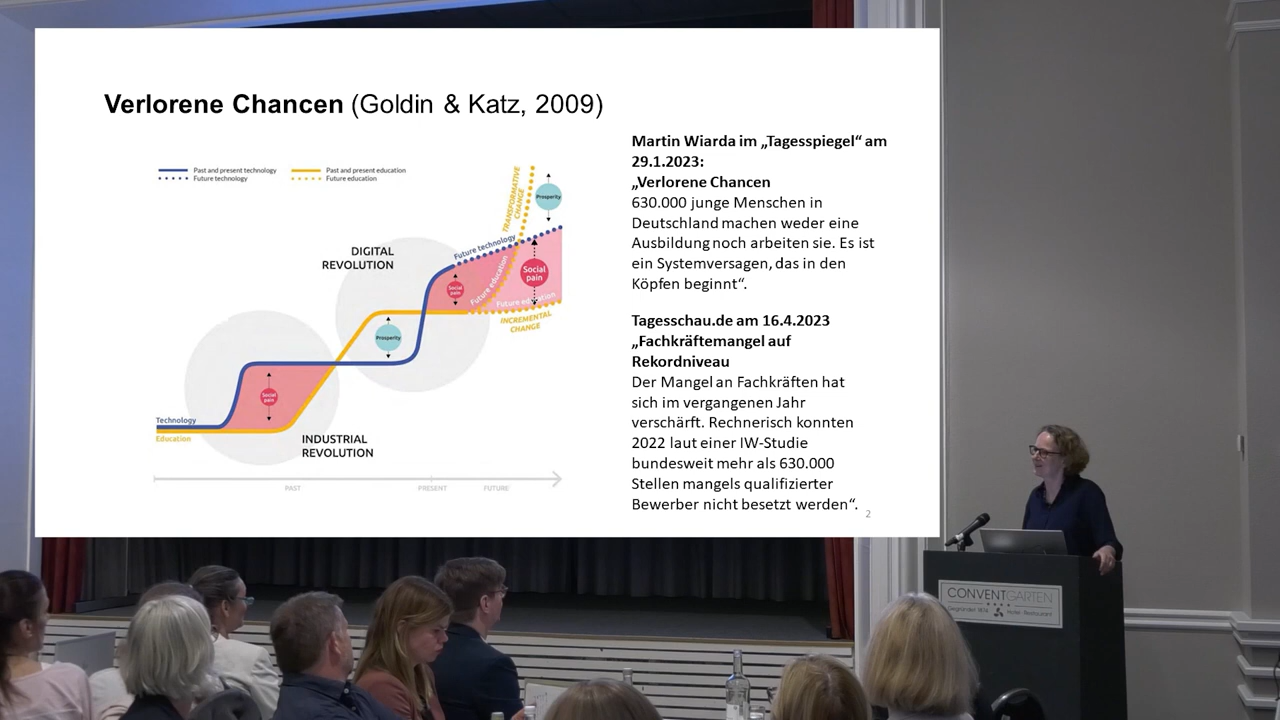 Verlorene Chancen (Goldin & Katz, 2009)
Past and present technology
Future technology
Past and present education
Future education
TRANSFORMATIVE
CHANGE
Prosperity
DIGITAL
REVOLUTION
Future technology
Social
pain
Social
pain
Future education
Future education
INCREMENTAL
CHANGE
Prosperity
Social
pain
Technology
Education
INDUSTRIAL
REVOLUTION
PAST
PRESENT
FUTURE
Martin Wiarda im „Tagesspiegel“ am
29.1.2023:
„Verlorene Chancen
630.000 junge Menschen in
Deutschland machen weder eine
Ausbildung noch arbeiten sie. Es ist
ein Systemversagen, das in den
Köpfen beginnt“.
Tagesschau.de am 16.4.2023
„Fachkräftemangel auf
Rekordniveau
Der Mangel an Fachkräften hat
sich im vergangenen Jahr
verschärft. Rechnerisch konnten
2022 laut einer IW-Studie
bundesweit mehr als 630.000
Stellen mangels qualifizierter
Bewerber nicht besetzt werden“.
2
CONVENTGARTEN
Gegründet 1874
Hotel · Restaurant